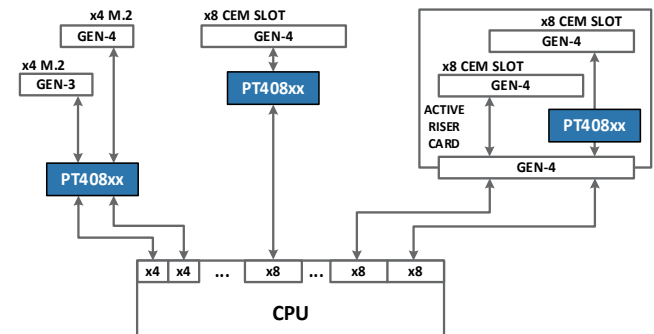 x4 M.2
GEN-4
x4 M.2
GEN-3
PT408xx
x8 CEM SLOT
GEN-4
PT408xx
x8 CEM SLOT
GEN-4
x8 CEM SLOT
GEN-4
ACTIVE
RISER
CARD
PT408xx
GEN-4
x4 x4 ... x8 ... x8 x8
CPU